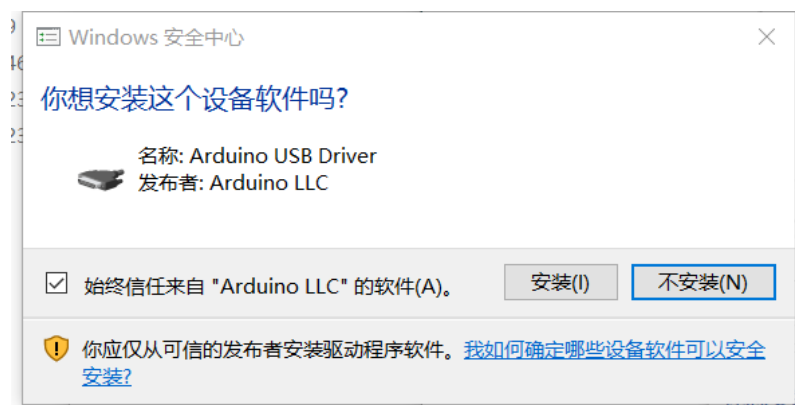 Windows 安全中心
你想安装这个设备软件吗?
名称: Arduino USB Driver
发布者: Arduino LLC
始终信任来自 "Arduino LLC" 的软件(A)。
安装(I)
不安装(N)
你应仅从可信的发布者安装驱动程序软件。我如何确定哪些设备软件可以安全
安装?